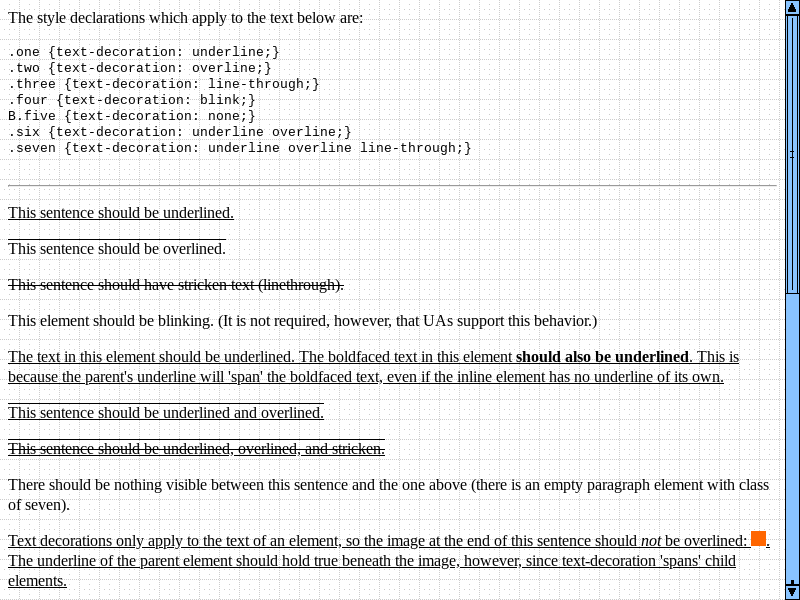 The style declarations which apply to the text below are:
.one {text-decoration: underline;}
.two {text-decoration: overline;}
.three {text-decoration: line-through;}
.four {text-decoration: blink;}
B.five {text-decoration: none;}
.six {text-decoration: underline overline;}
.seven {text-decoration: underline overline line-through;}
This sentence should be underlined.
This sentence should be overlined.
This sentence should have stricken text (linethrough).
This element should be blinking. (It is not required, however, that UAs support this behavior.)
The text in this element should be underlined. The boldfaced text in this element should also be underlined. This is
because the parent's underline will 'span' the boldfaced text, even if the inline element has no underline of its own.
This sentence should be underlined and overlined.
This sentence should be underlined, overlined, and stricken.
There should be nothing visible between this sentence and the one above (there is an empty paragraph element with class
of seven).
Text decorations only apply to the text of an element, so the image at the end of this sentence should not be overlined: .
The underline of the parent element should hold true beneath the image, however, since text-decoration 'spans' child
elements.